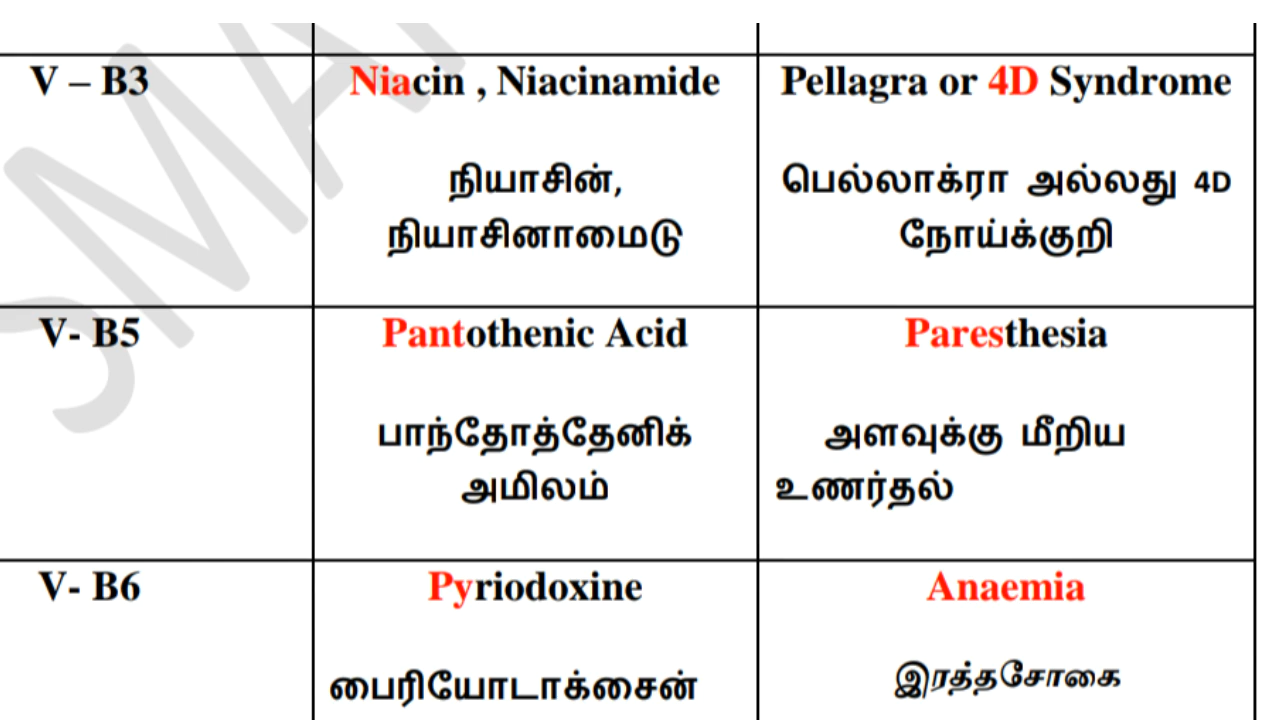 V – B3
Niacin , Niacinamide
நியாசின்,
நியாசினாமைடு
Pellagra or 4D Syndrome
பெல்லாக்ரா அல்லது 4D
நோய்க்குறி
V- B5
Pantothenic Acid
பாந்தோத்தேனிக்
அமிலம்
Paresthesia
அளவுக்கு மீறிய
உணர்தல்
V- B6
Pyriodoxine
பைரியோடாக்சைன்
Anaemia
இரத்தசோகை